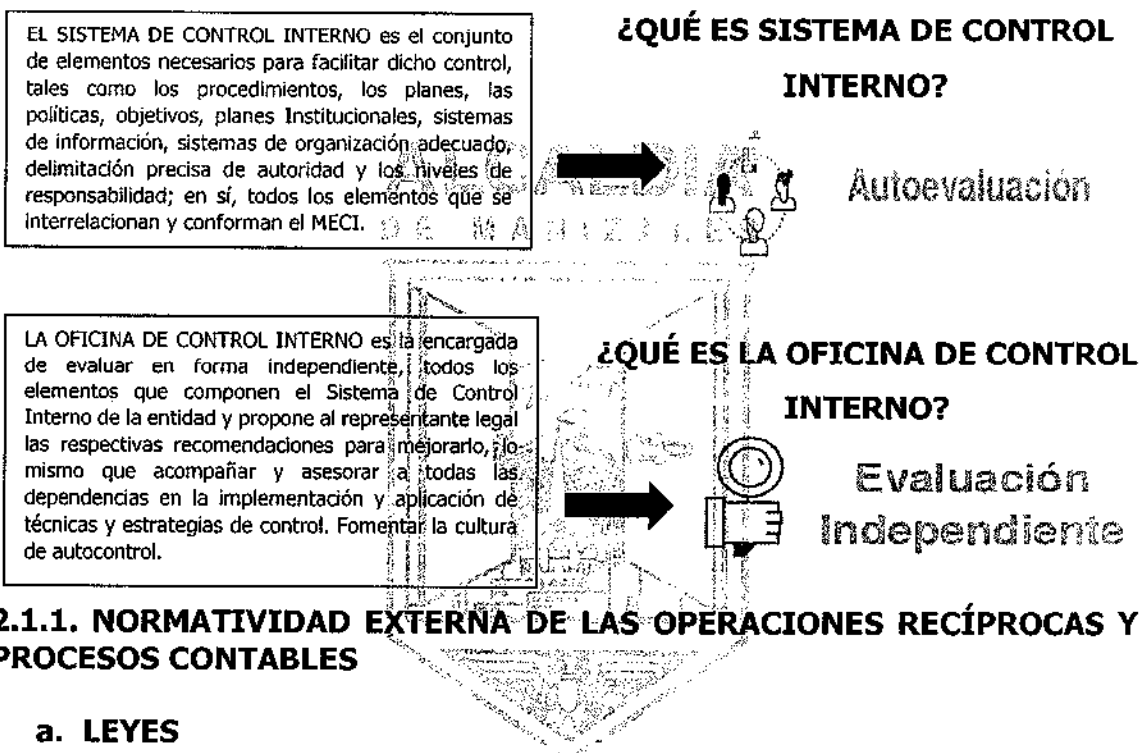 EL SISTEMA DE CONTROL INTERNO es el conjunto
de elementos necesarios para facilitar dicho control,
tales como los procedimientos, los planes, las
políticas, objetivos, planes Institucionales, sistemas
de información, sistemas de organización adecuado,
delimitación precisa de autoridad y los niveles de
responsabilidad; en sí, todos los elementos que se
interrelacionan y conforman el MECI.
¿QUÉ ES SISTEMA DE CONTROL
INTERNO?
Autoevaluación
ALCALDIA
DE MANIZALES
LA OFICINA DE CONTROL INTERNO es la encargada
de evaluar en forma independiente, todos los
elementos que componen el Sistema de Control
Interno de la entidad y propone al representante legal
las respectivas recomendaciones para mejorarlo, lo
mismo que acompañar y asesorar a todas las
dependencias en la implementación y aplicación de
técnicas y estrategias de control. Fomentar la cultura
de autocontrol.
¿QUÉ ES LA OFICINA DE CONTROL
INTERNO?
Evaluación
Independiente
2.1.1. NORMATIVIDAD EXTERNA DE LAS OPERACIONES RECÍPROCAS Y
PROCESOS CONTABLES
a. LEYES